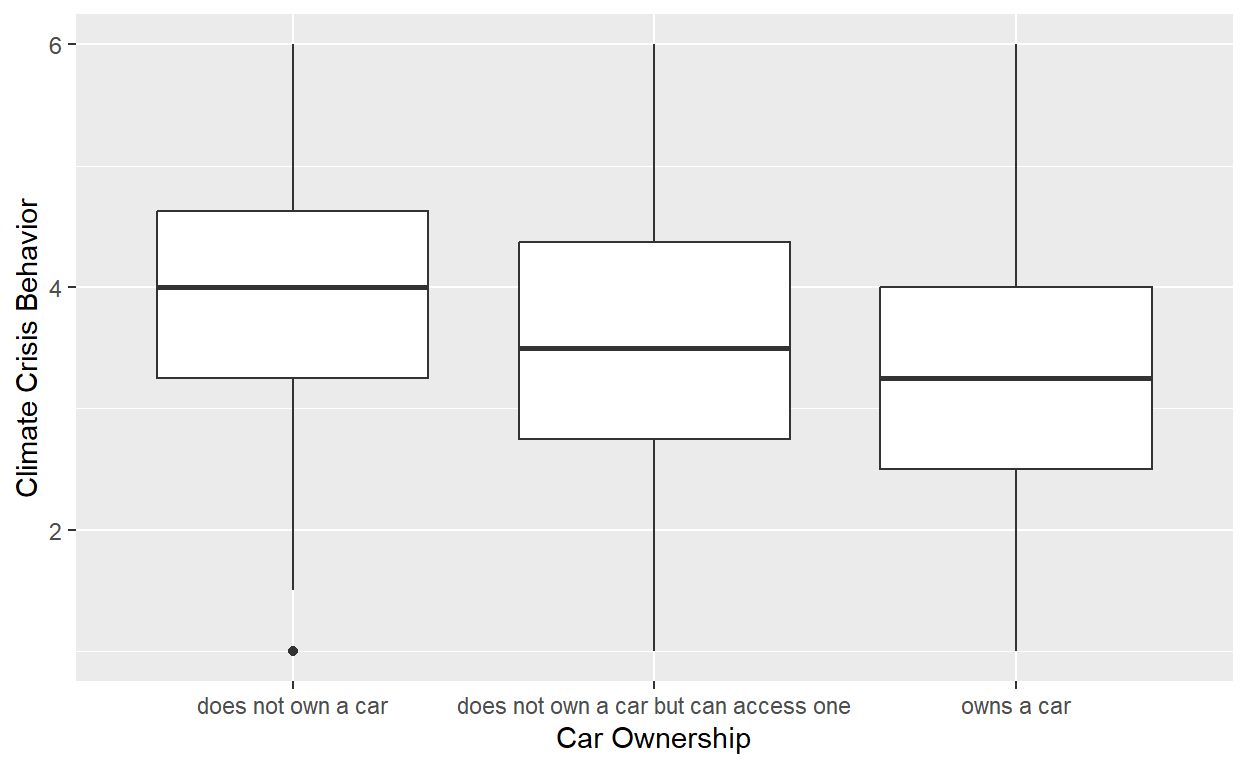 Climate Crisis Behavior
6
4
2
does not own a car
does not own a car but can access one
owns a car
Car Ownership